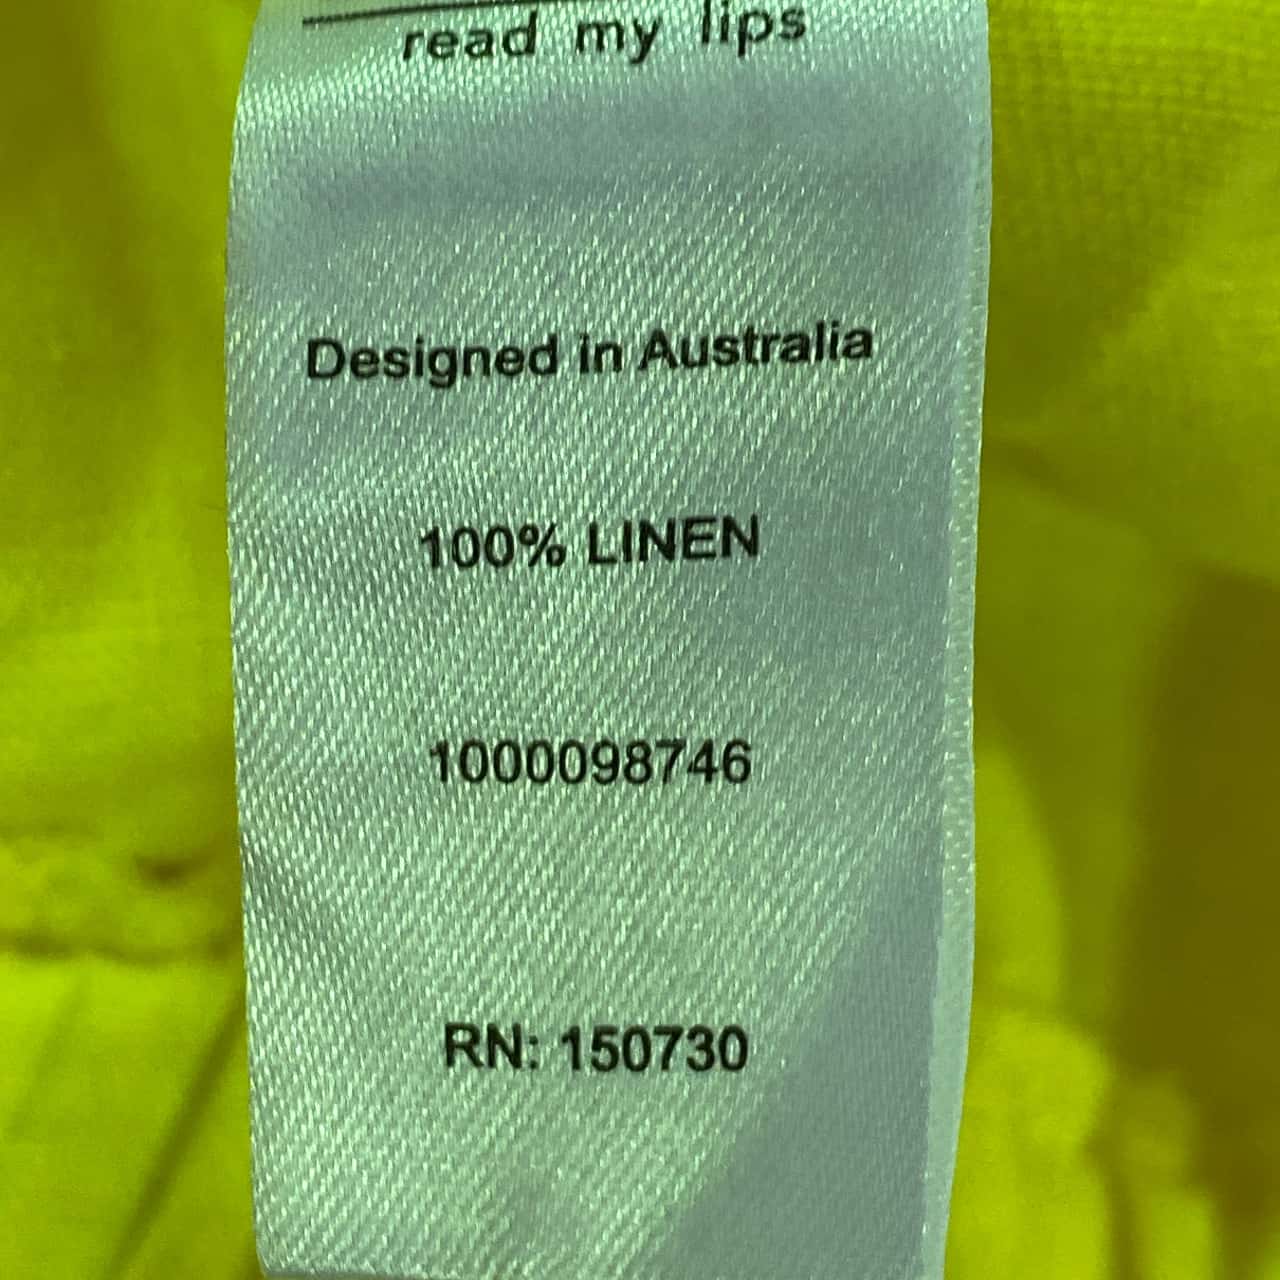 read my lips
Designed in Australia
100% LINEN
1000098746
RN: 150730